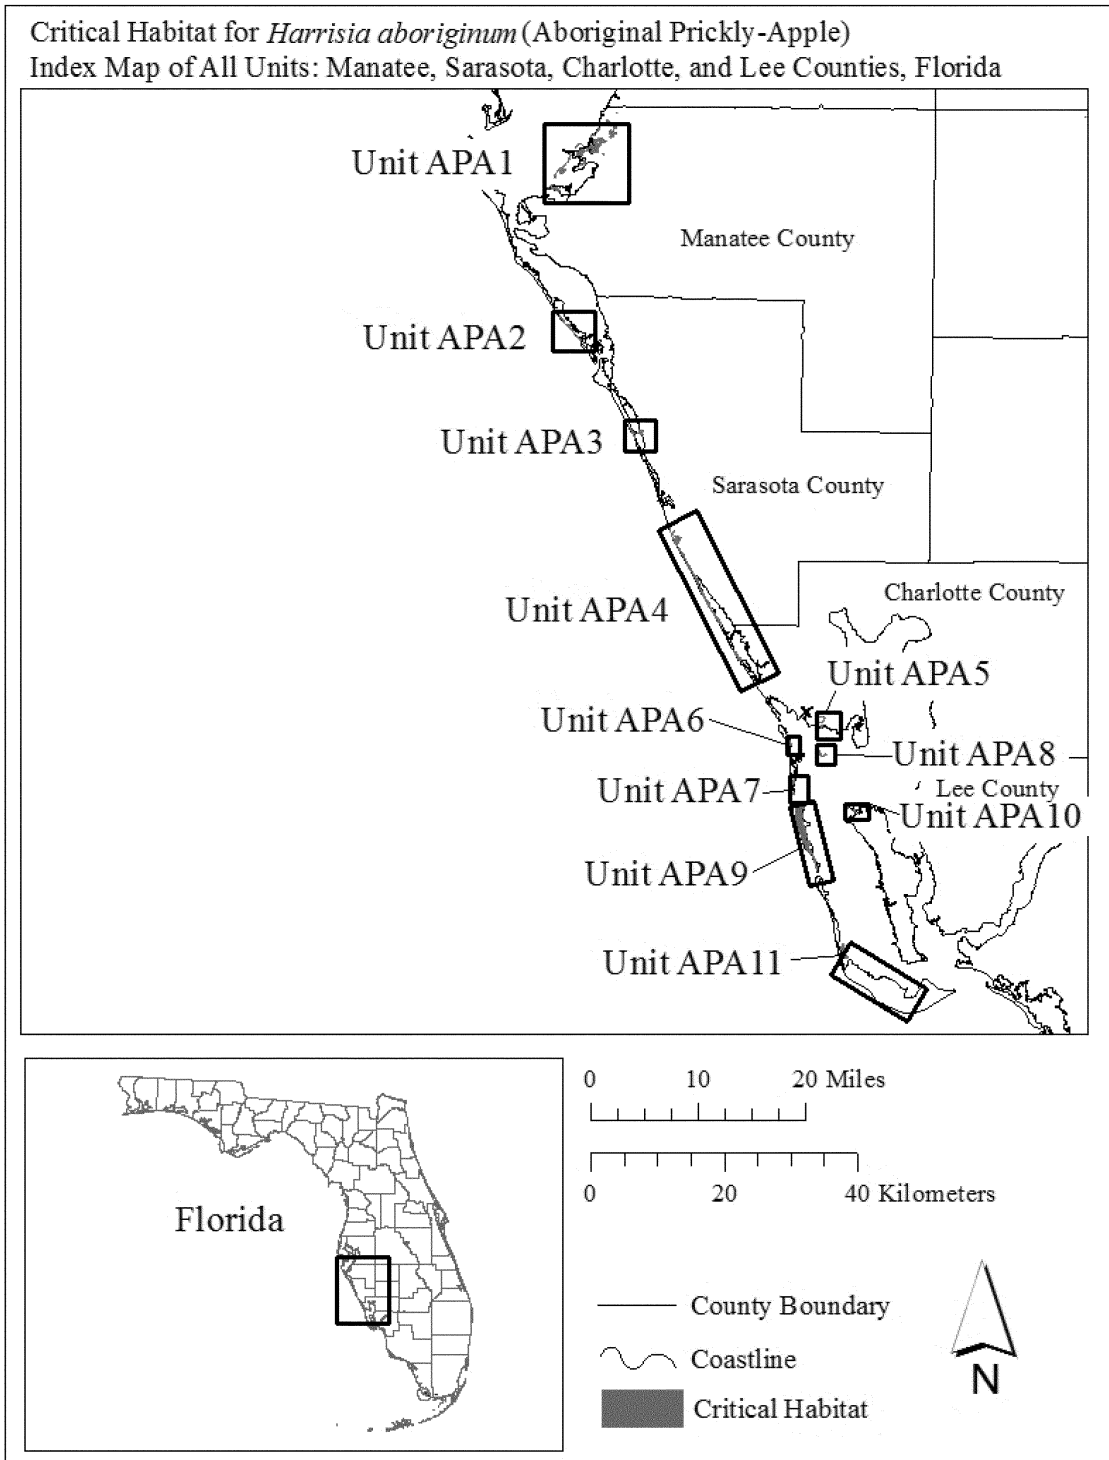 Critical Habitat for Harrisia aboriginum (Aboriginal Prickly-Apple)
Index Map of All Units: Manatee, Sarasota, Charlotte, and Lee Counties, Florida
Unit APA1
Manatee County
Unit APA2
Unit APA3
Sarasota County
Charlotte County
Unit APA4
Unit APA5
Unit APA6
Unit APA8
Unit APA7
Lee County
Unit APA10
Unit APA9
Unit APA11
0 10 20 Miles
0 20 40 Kilometers
Florida
County Boundary
Coastline
Critical Habitat
N